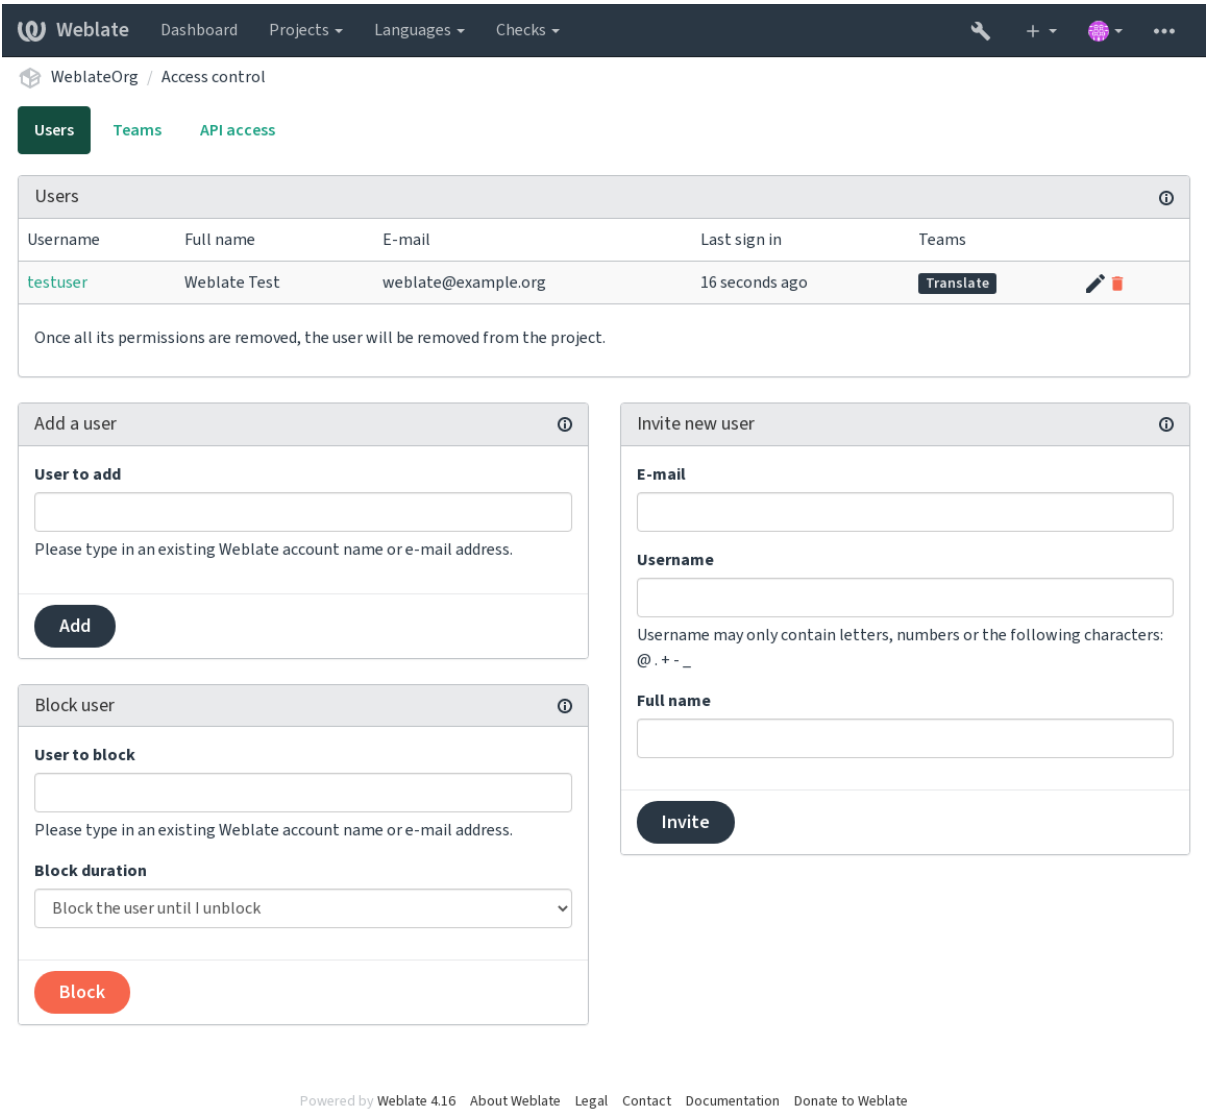 Weblate Dashboard Projects Languages Checks
WeblateOrg / Access control
Users Teams API access
Users
Username Full name E-mail Last sign in Teams
testuser Weblate Test weblate@example.org 16 seconds ago Translate
Once all its permissions are removed, the user will be removed from the project.
Add a user
User to add
Please type in an existing Weblate account name or e-mail address.
Add
Block user
User to block
Please type in an existing Weblate account name or e-mail address.
Block duration
Block the user until I unblock
Block
Invite new user
E-mail
Username
Username may only contain letters, numbers or the following characters:
@ . + - _
Full name
Invite
Powered by Weblate 4.16 About Weblate Legal Contact Documentation Donate to Weblate